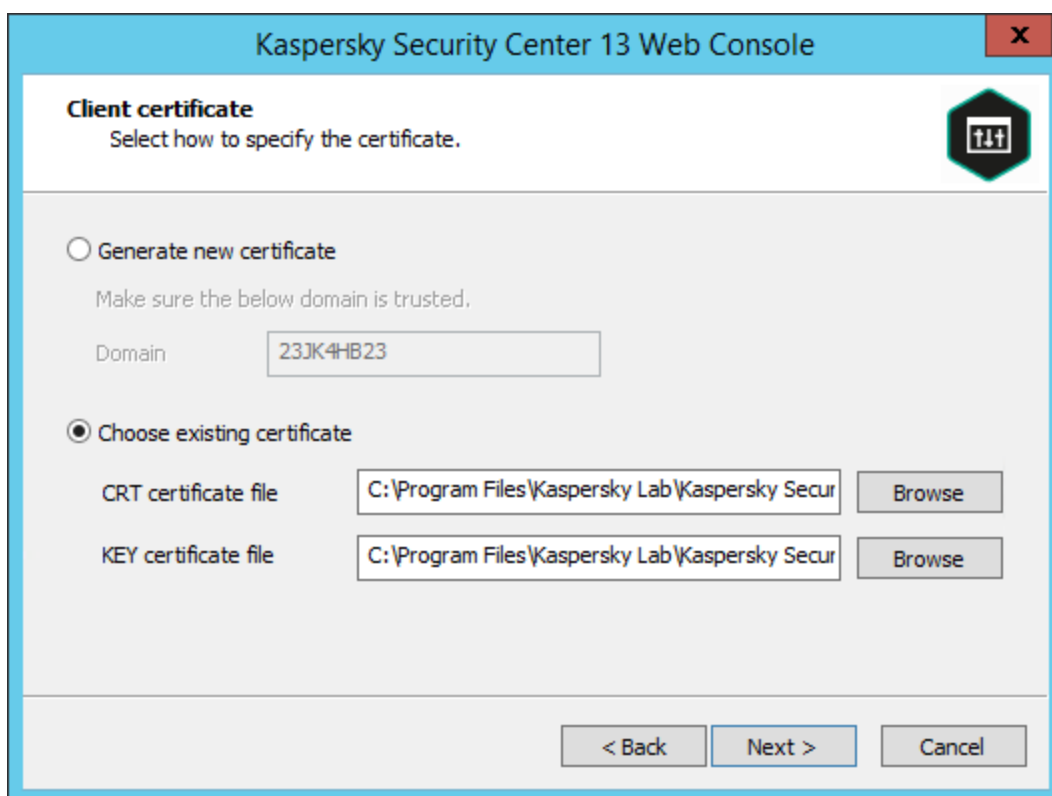 Kaspersky Security Center 13 Web Console
x
Client certificate
Select how to specify the certificate.
Generate new certificate
Make sure the below domain is trusted.
Domain
23JK4HB23
Choose existing certificate
CRT certificate file
C:\Program Files\Kaspersky Lab\Kaspersky Secur
Browse
KEY certificate file
C:\Program Files\Kaspersky Lab\Kaspersky Secur
Browse
< Back
Next >
Cancel